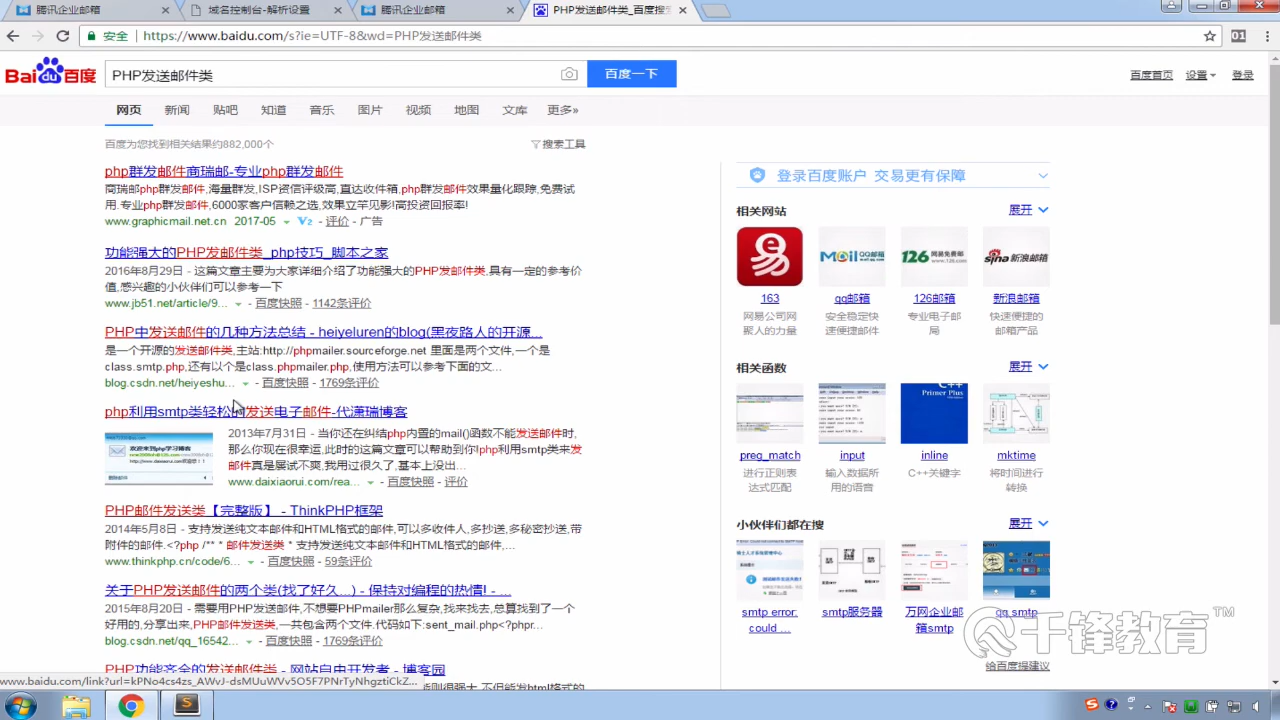 腾讯企业邮箱
域名控制台-解析设置
腾讯企业邮箱
PHP发送邮件类_百度搜索
安全
https://www.baidu.com/s?ie=UTF-8&wd=PHP发送邮件类
01
Bai du 百度
PHP发送邮件类
百度一下
百度首页
设置
登录
网页
新闻
贴吧
知道
音乐
图片
视频
地图
文库
更多»
百度为您找到相关结果约882,000个
搜索工具
php群发邮件商瑞邮-专业php群发邮件
商瑞邮php群发邮件,海量群发,ISP资信评级高,直达收件箱,php群发邮件效果量化跟踪,免费试
用.专业php群发邮件,6000家客户信赖之选,效果立竿见影!高投资回报率!
www.graphicmail.net.cn 2017-05 V2 - 评价 - 广告
功能强大的PHP发邮件类_php技巧_脚本之家
2016年8月29日 - 这篇文章主要为大家详细介绍了功能强大的PHP发邮件类,具有一定的参考价
值,感兴趣的小伙伴们可以参考一下
www.jb51.net/article/9... - 百度快照 - 1142条评价
PHP中发送邮件的几种方法总结 - heiyeluren的blog(黑夜路人的开源...
是一个开源的发送邮件类,主站:http://phpmailer.sourceforge.net 里面是两个文件,一个是
class.smtp.php,还有以个是class.phpmailer.php,使用方法可以参考下面的文...
blog.csdn.net/heiyeshu... - 百度快照 - 1769条评价
php利用smtp类轻松的发送电子邮件-代潇瑞博客
2013年7月31日 - 当你还在纠结php内置的mail()函数不能发送邮件时,
那么你现在很幸运,此时的这篇文章可以帮助到你!php利用smtp类来发
邮件真是屡试不爽,我用过很久了,基本上没出...
www.daixiaorui.com/rea... - 百度快照 - 评价
PHP邮件发送类【完整版】 - ThinkPHP框架
2014年5月8日 - 支持发送纯文本邮件和HTML格式的邮件,可以多收件人,多抄送,多秘密抄送,带
附件的邮件.<?php /** * 邮件发送类 * 支持发送纯文本邮件和HTML格式的邮件,...
www.thinkphp.cn/code/6... - 百度快照 - 55条评价
关于PHP发送邮件的两个类(找了好久...) - 保持对编程的热情! - ...
2015年8月20日 - 需要用PHP发送邮件,不想要PHPmailer那么复杂,找来找去,总算找到了一个
好用的,分享出来,PHP发送邮件类,一共包含两个文件.代码如下:sent_mail.php<?phpr...
blog.csdn.net/qq_16542... - 百度快照 - 1769条评价
PHP功能齐全的发送邮件类 - 网站自由开发者 - 博客园
www.baidu.com/link?url=kPNo4cs4zs_AWvJ-dsMUuWVv5O5F7PNrTyNhgztiCkZ...
登录百度账户 交易更有保障
相关网站
展开
163
qq邮箱
126邮箱
新浪邮箱
网易公司网
聚人的力量
安全稳定快
速便捷邮件
专业电子邮
局
快速便捷的
邮箱产品
相关函数
展开
C++
Primer Plus
preg_match
input
inline
mktime
进行正则表
达式匹配
输入数据所
用的语音
C++关键字
将时间进行
转换
小伙伴们都在搜
展开
smtp error:
could ...
smtp服务器
万网企业邮
箱smtp
qq smtp
给百度提建议
千锋教育™